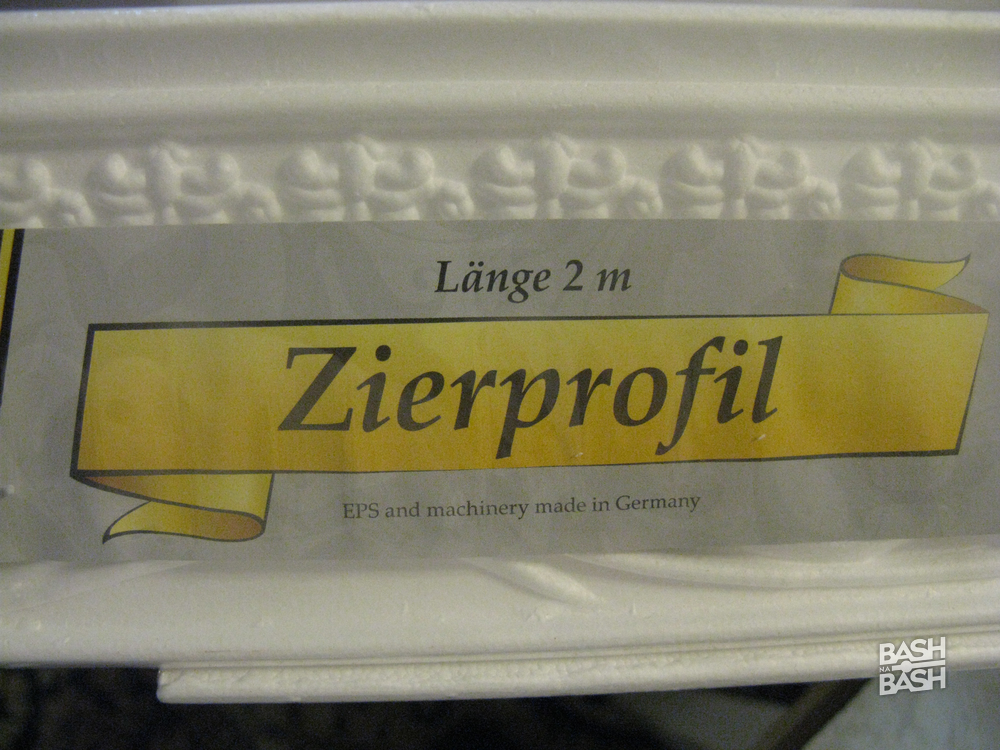 Länge 2 m
Zierprofil
EPS and machinery made in Germany
BASH
NA
BASH